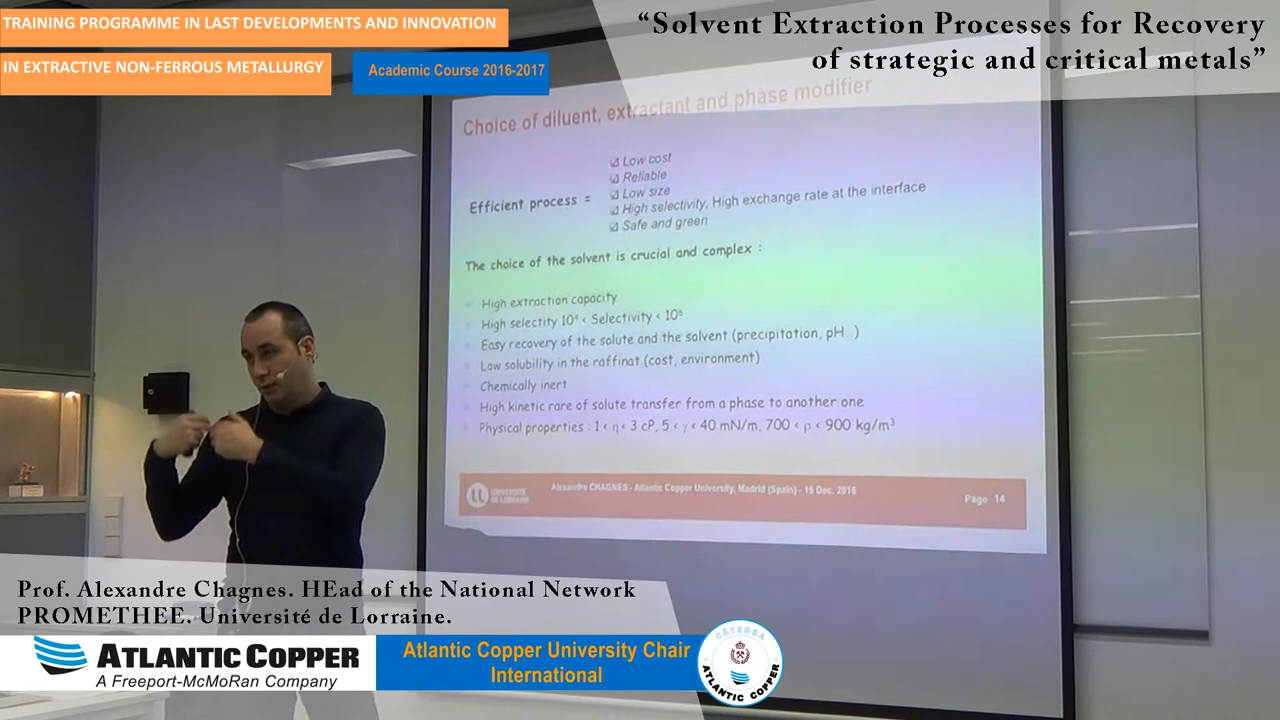 TRAINING PROGRAMME IN LAST DEVELOPMENTS AND INNOVATION
IN EXTRACTIVE NON-FERROUS METALLURGY
Academic Course 2016-2017
“Solvent Extraction Processes for Recovery
of strategic and critical metals”
Choice of diluent, extractant and phase modifier
Efficient process =
☑ Low cost
☑ Reliable
☑ Low size
☑ High selectivity, High exchange rate at the interface
☑ Safe and green
The choice of the solvent is crucial and complex :
High extraction capacity
High selectity 10⁴ < Selectivity < 10⁶
Easy recovery of the solute and the solvent (precipitation, pH...)
Low solubility in the raffinat (cost, environment)
Chemically inert
High kinetic rare of solute transfer from a phase to another one
Physical properties : 1 < η < 3 cP, 5 < γ < 40 mN/m, 700 < ρ < 900 kg/m³
UNIVERSITÉ
DE LORRAINE
Alexandre CHAGNES - Atlantic Copper University, Madrid (Spain) - 15 Dec. 2016
Page 14
Prof. Alexandre Chagnes. HEad of the National Network
PROMETHEE. Université de Lorraine.
ATLANTIC COPPER
A Freeport-McMoRan Company
Atlantic Copper University Chair
International
CÁTEDRA
ATLANTIC COPPER